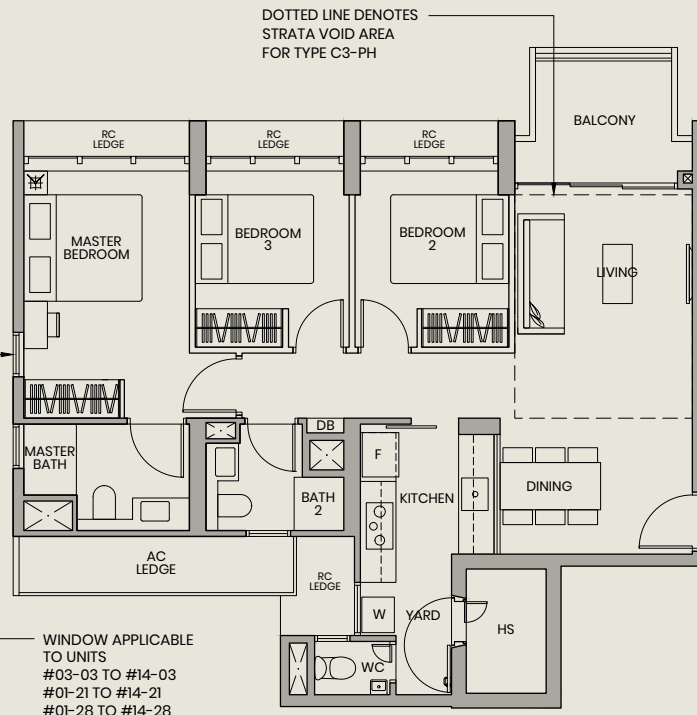 DOTTED LINE DENOTES
STRATA VOID AREA
FOR TYPE C3-PH
BALCONY
RC
LEDGE
RC
LEDGE
RC
LEDGE
MASTER
BEDROOM
BEDROOM
3
BEDROOM
2
LIVING
DB
MASTER
BATH
F
BATH
2
KITCHEN
DINING
AC
LEDGE
RC
LEDGE
W
YARD
HS
WC
WINDOW APPLICABLE
TO UNITS
#03-03 TO #14-03
#01-21 TO #14-21
#01-28 TO #14-28